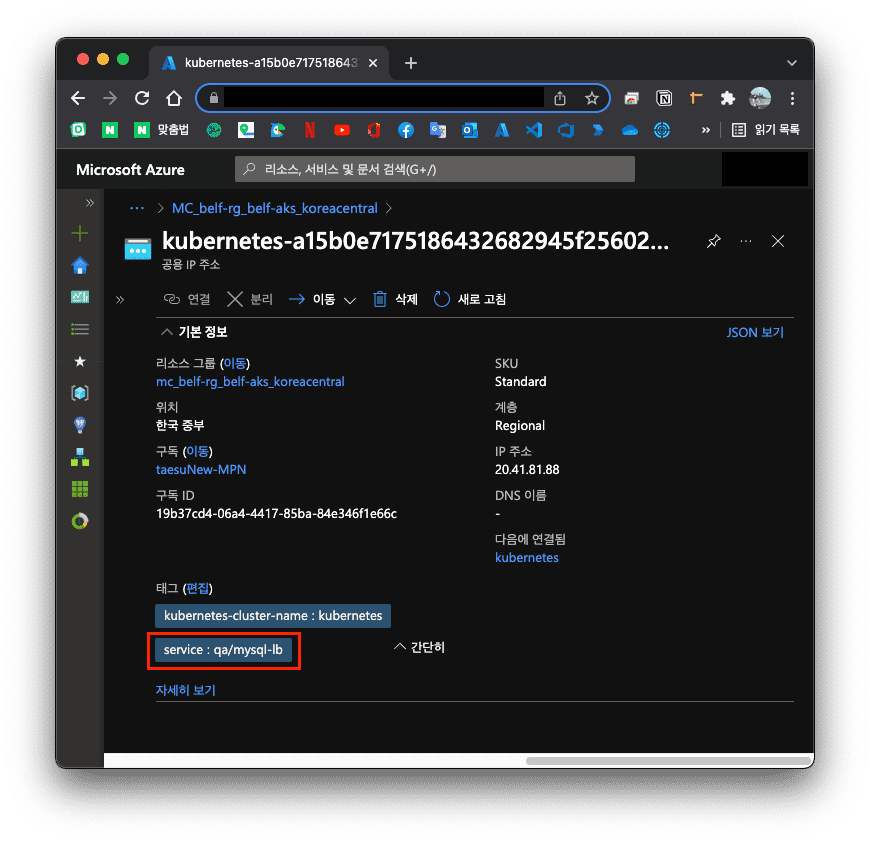 kubernetes-a15b0e717518643
맞춤법
읽기 목록
Microsoft Azure
리소스, 서비스 및 문서 검색(G+/)
MC_belf-rg_belf-aks_koreacentral
kubernetes-a15b0e7175186432682945f25602...
공용 IP 주소
연결 분리 이동 삭제 새로 고침
기본 정보
JSON 보기
리소스 그룹 (이동)
mc_belf-rg_belf-aks_koreacentral
위치
한국 중부
구독 (이동)
taesuNew-MPN
구독 ID
19b37cd4-06a4-4417-85ba-84e346f1e66c
SKU
Standard
계층
Regional
IP 주소
20.41.81.88
DNS 이름
-
다음에 연결됨
kubernetes
태그 (편집)
kubernetes-cluster-name : kubernetes
service : qa/mysql-lb
간단히
자세히 보기